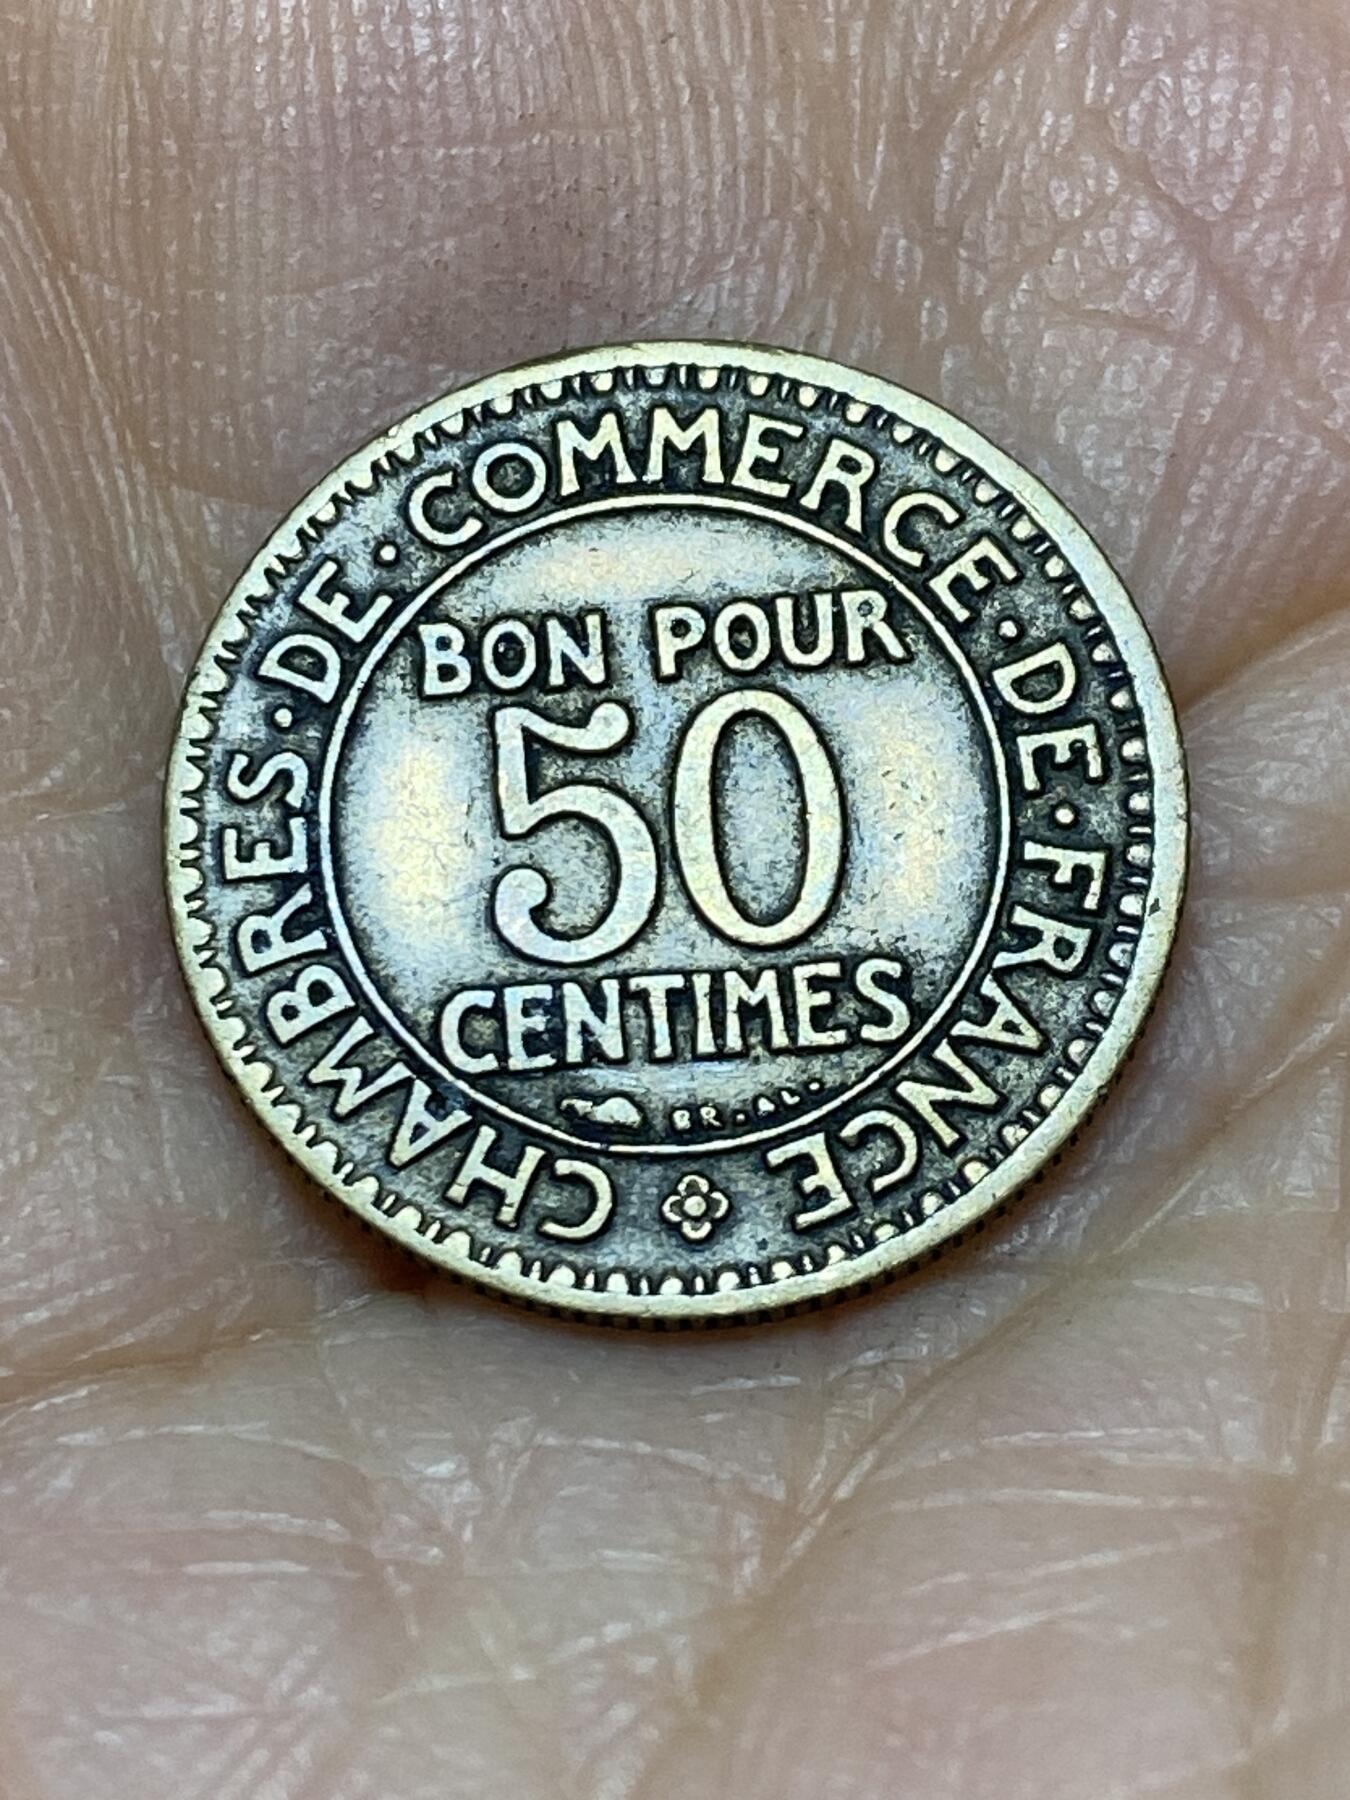 CHAMBRES · DE · COMMERCE · DE · FRANCE
BON POUR
50
CENTIMES
BR. AL.